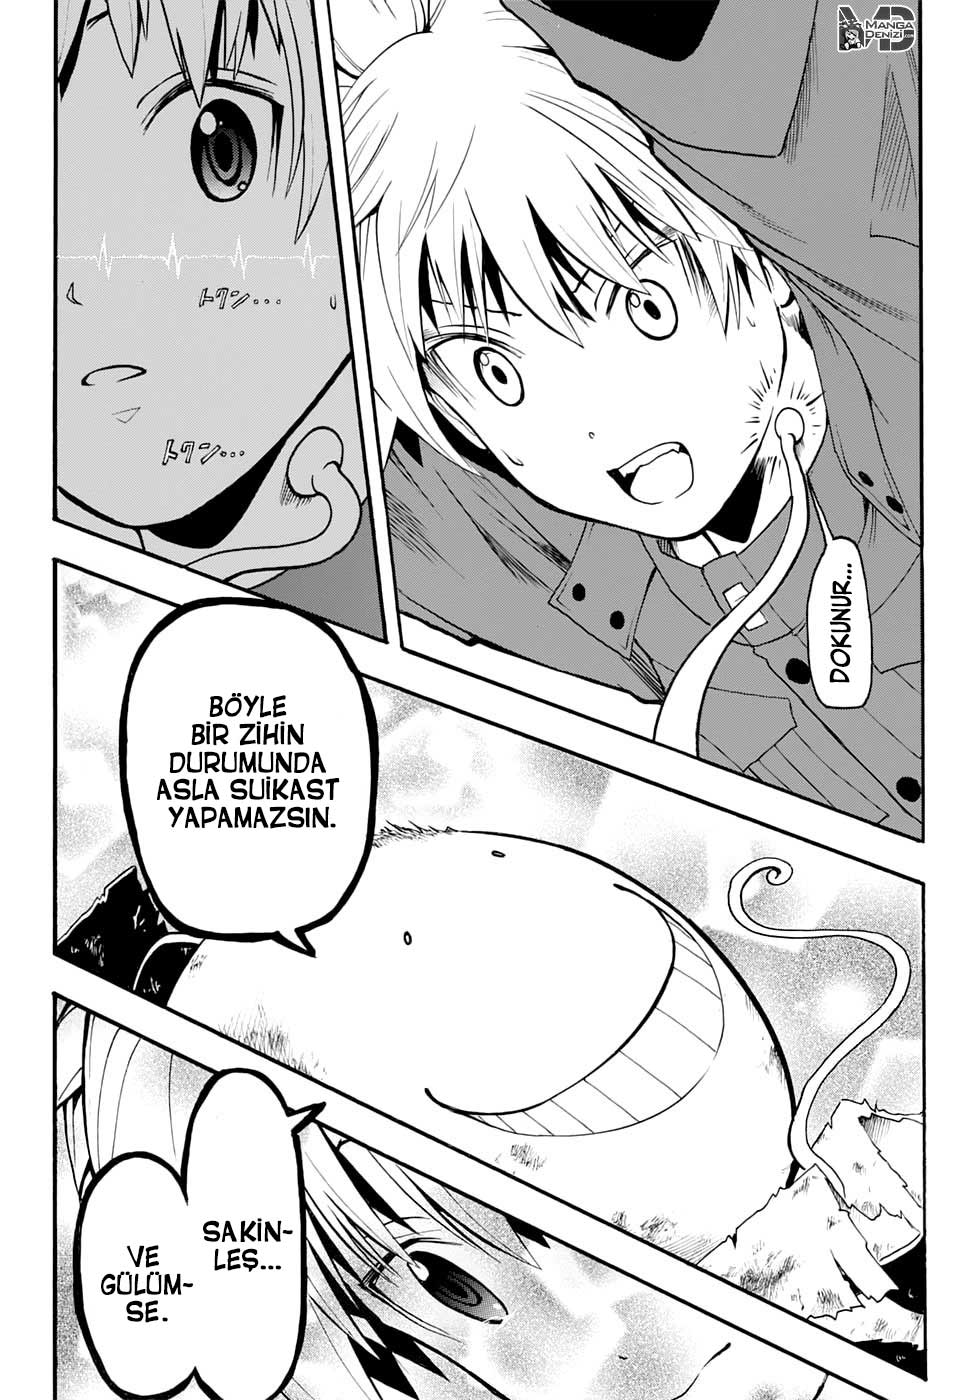 MANGA
DENİZİ.com
DOKUNUR...
トクン...
トクン...
BÖYLE
BİR ZİHİN
DURUMUNDA
ASLA SUİKAST
YAPAMAZSIN.
SAKİN-
LEŞ...
VE
GÜLÜM-
SE.